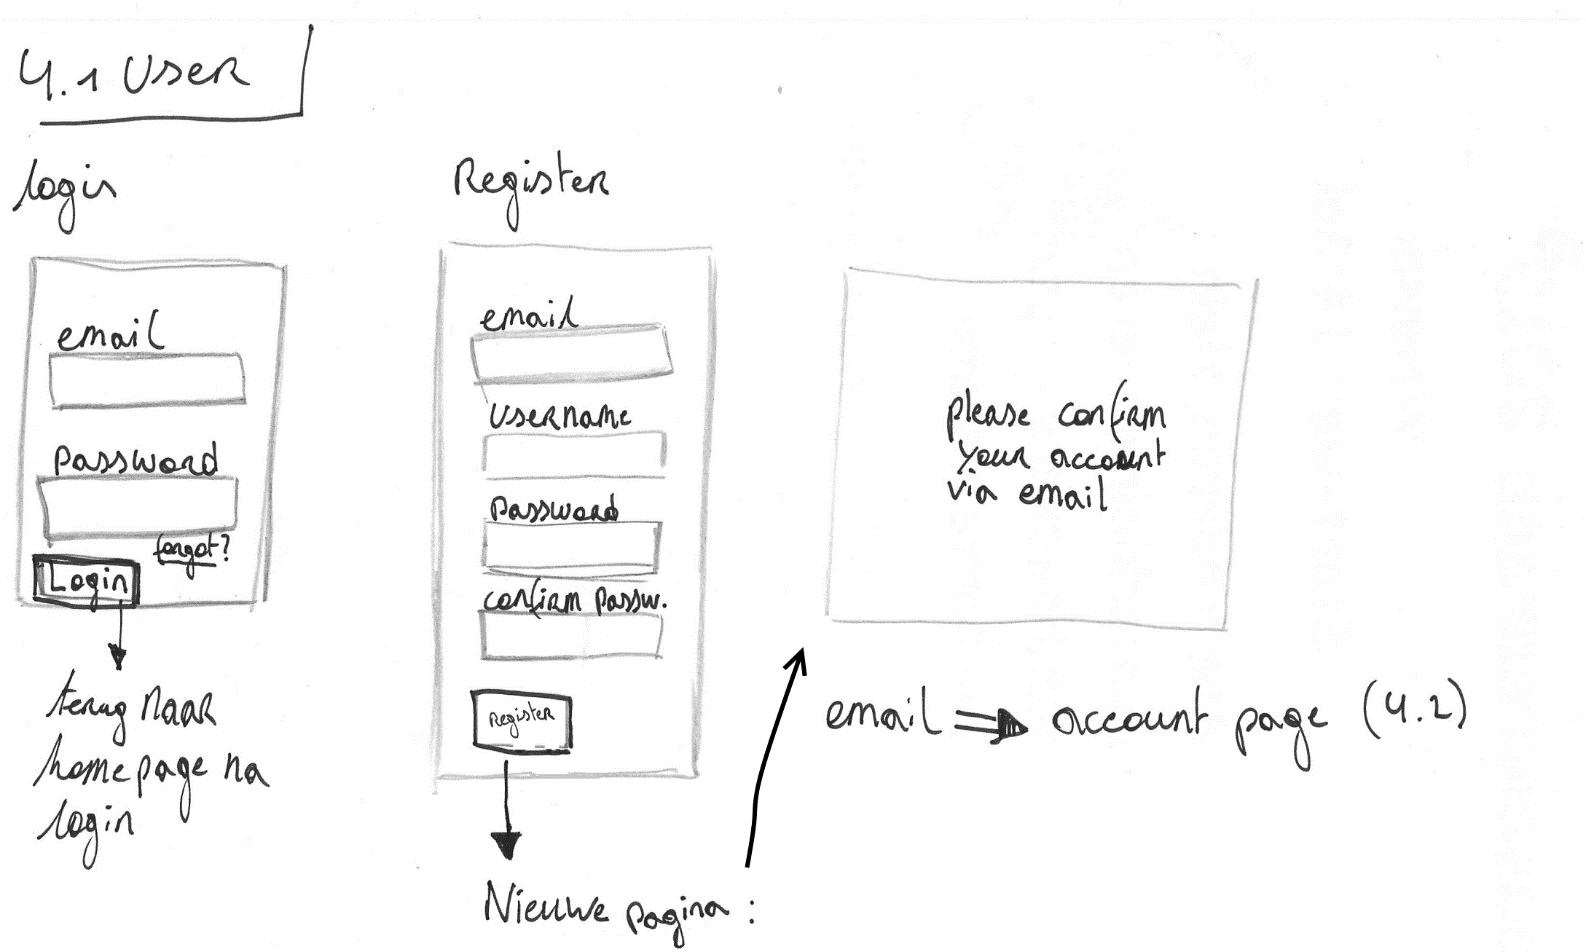 4.1 User
login
email
password
forgot?
Login
terug naar
homepage na
login
Register
email
username
password
confirm passw.
Register
Nieuwe pagina :
please confirm
your account
via email
email ⇒ account page (4.2)